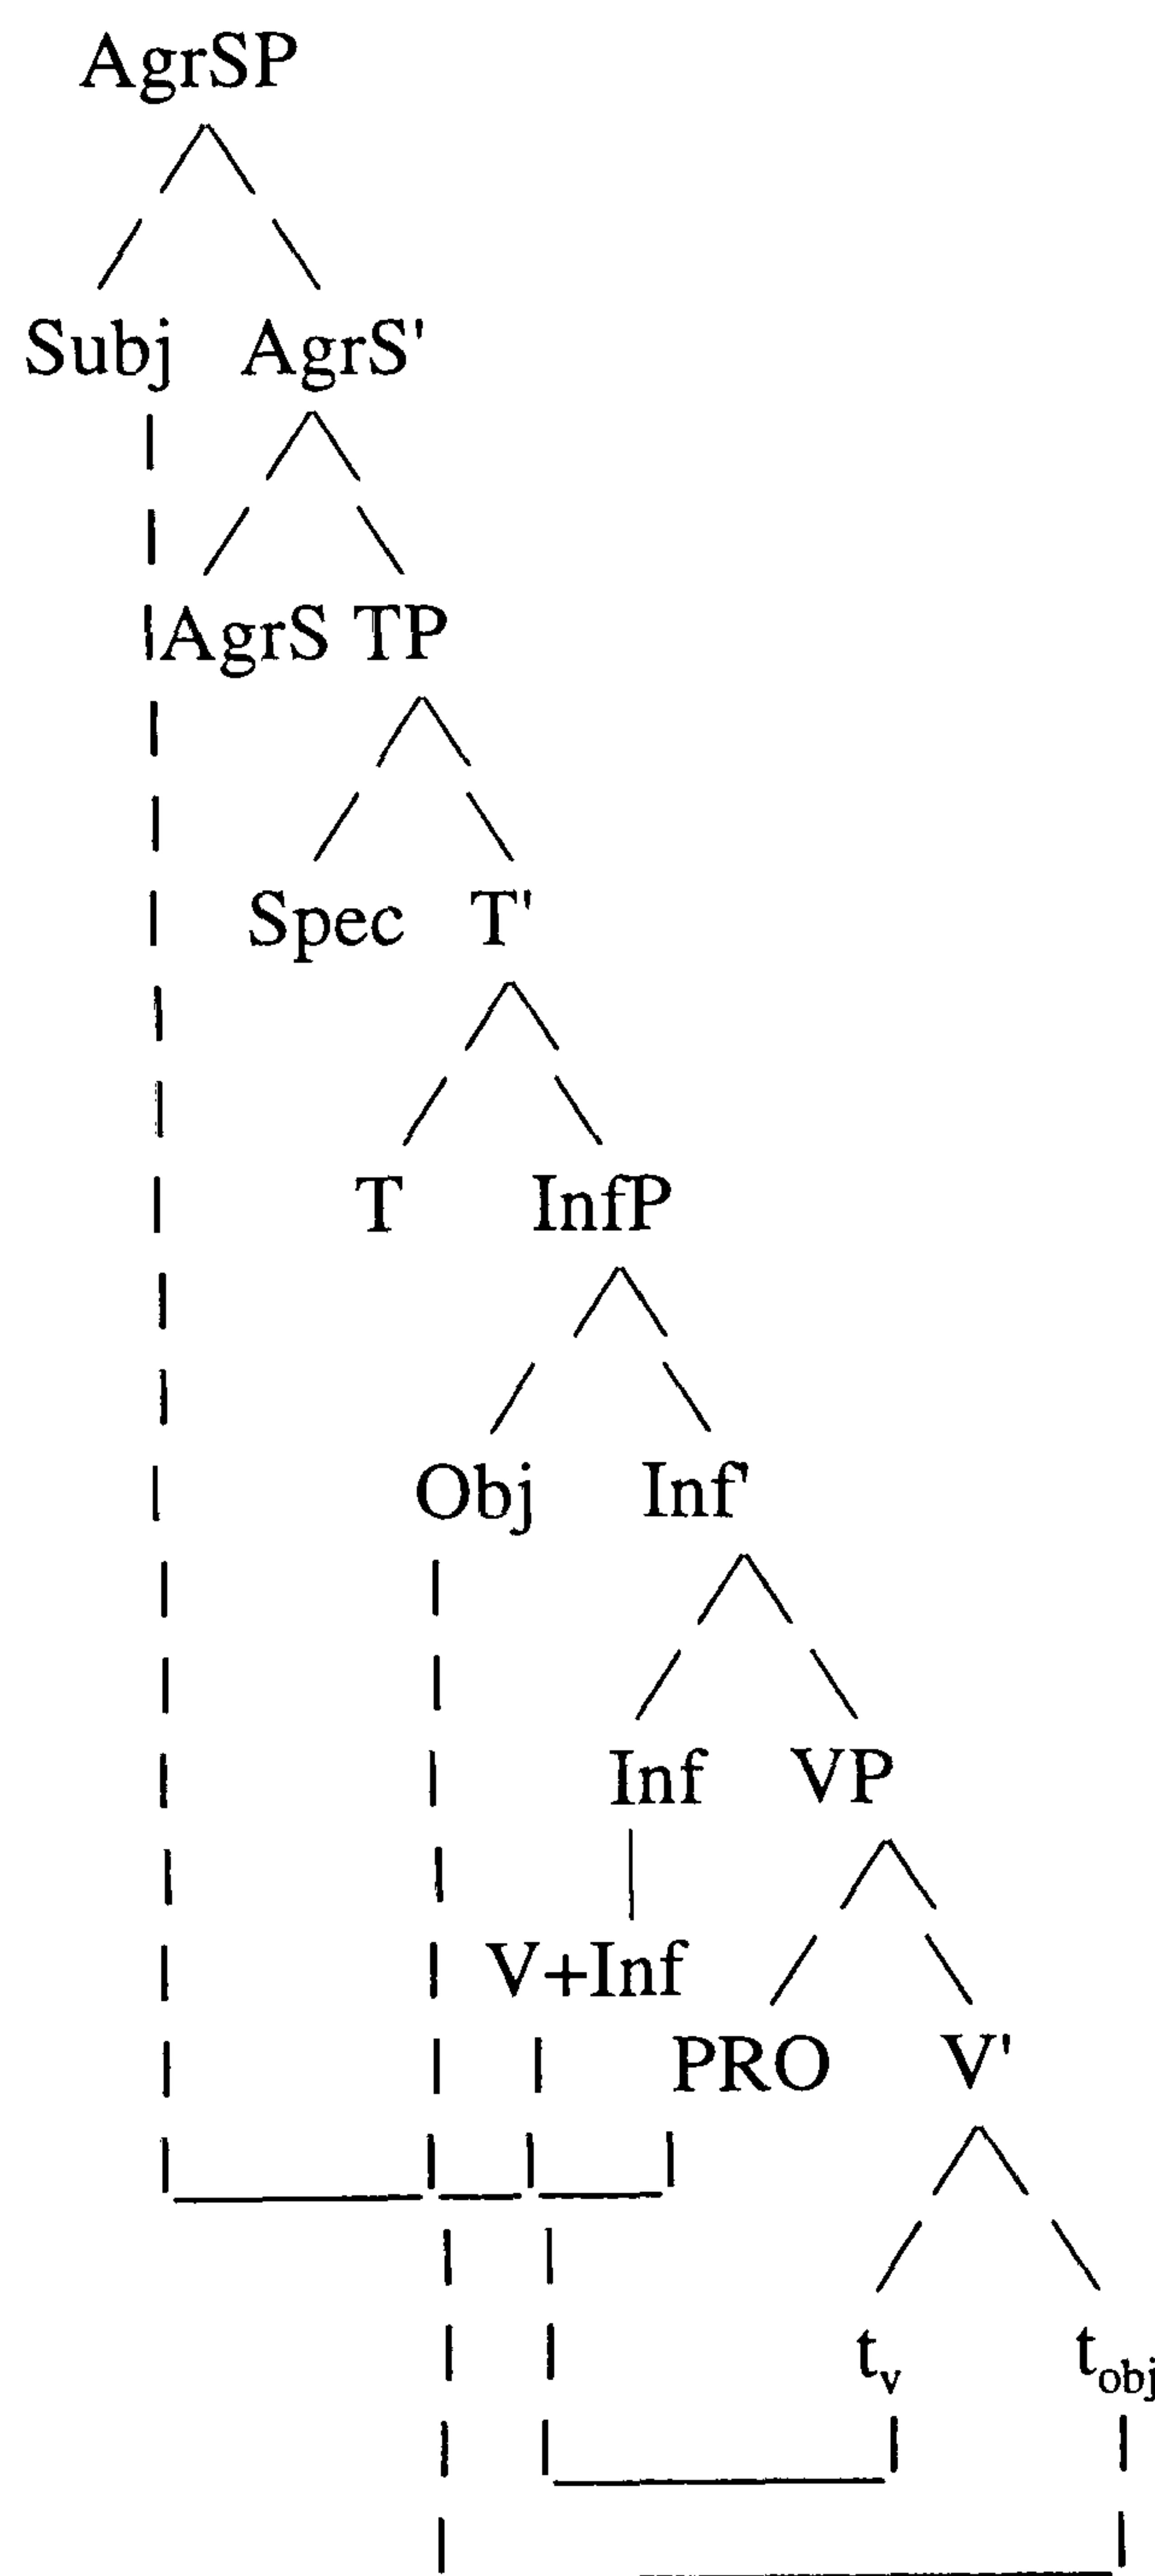 AgrSP
Subj AgrS'
AgrS TP
Spec T'
T InfP
Obj Inf'
Inf VP
V+Inf
PRO V'
t_v t_obj